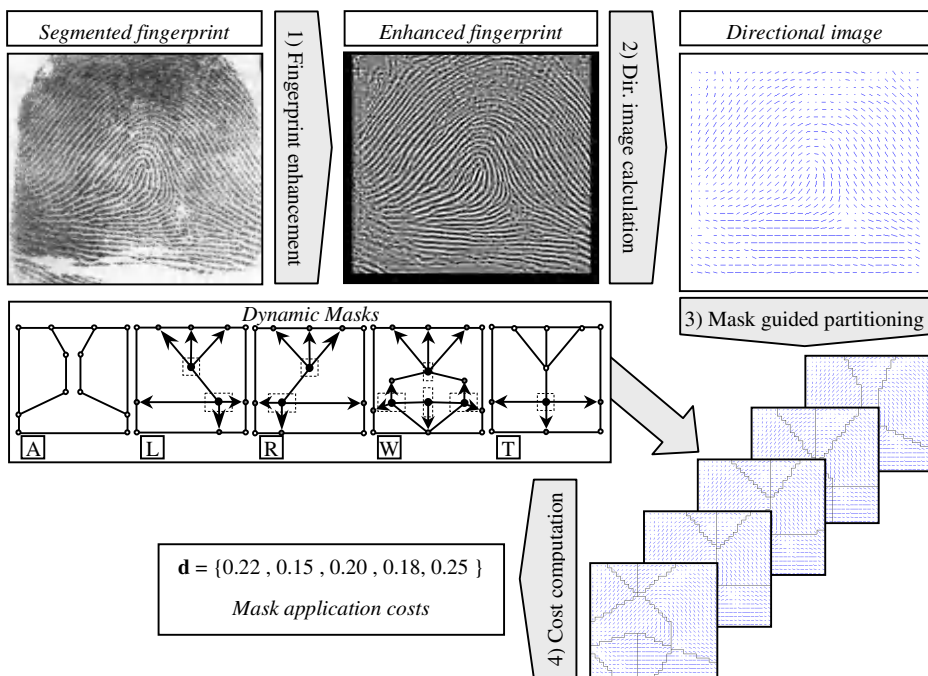 Segmented fingerprint
1) Fingerprint enhancement
Enhanced fingerprint
2) Dir. image calculation
Directional image
3) Mask guided partitioning
Dynamic Masks
A
L
R
W
T
4) Cost computation
d = {0.22 , 0.15 , 0.20 , 0.18, 0.25 }
Mask application costs